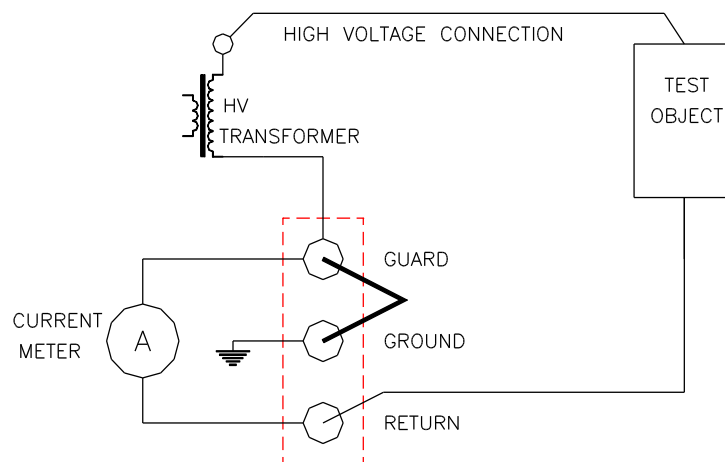 HIGH VOLTAGE CONNECTION
TEST
OBJECT
HV
TRANSFORMER
GUARD
CURRENT
METER
A
GROUND
RETURN